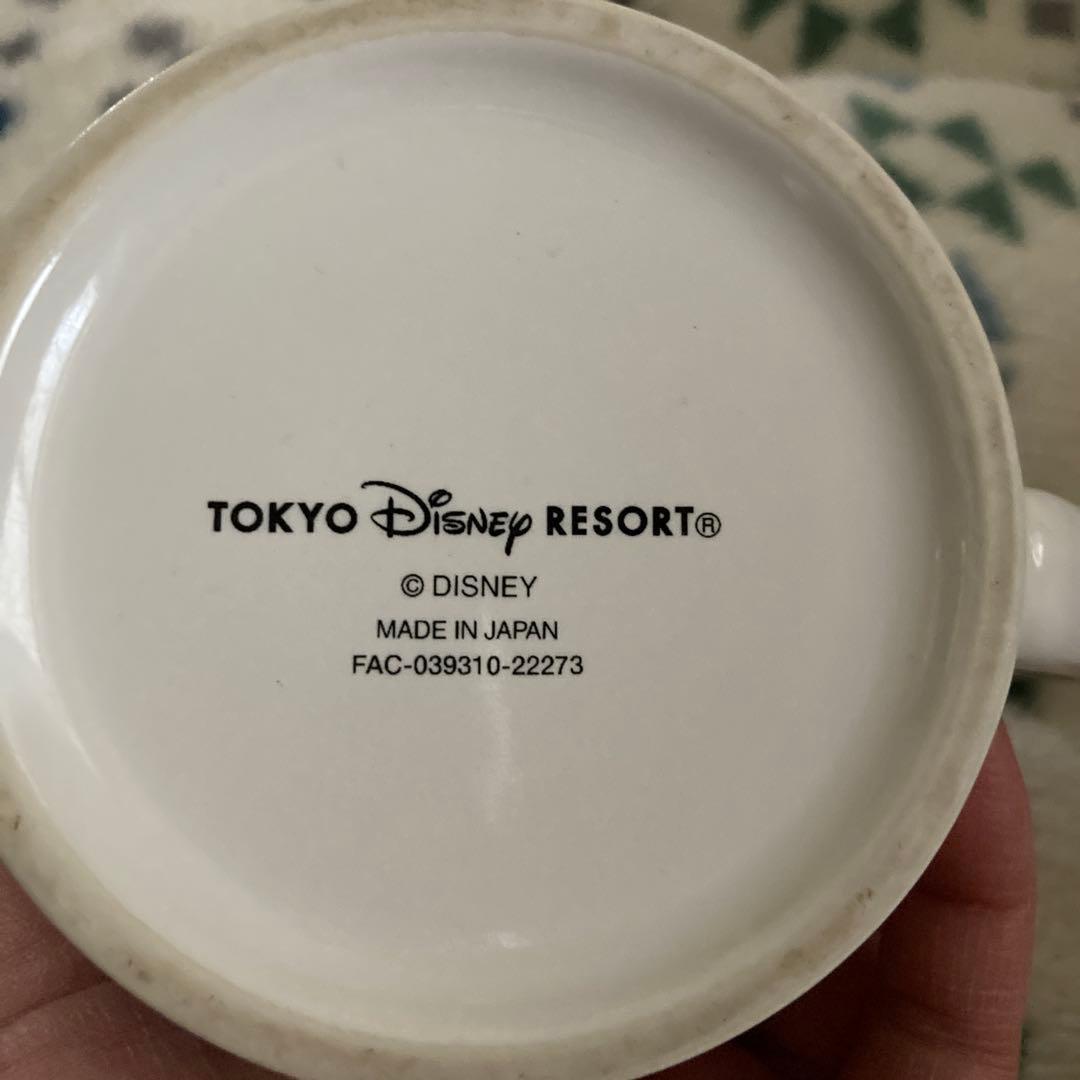 TOKYO Disney RESORT®
© DISNEY
MADE IN JAPAN
FAC-039310-22273